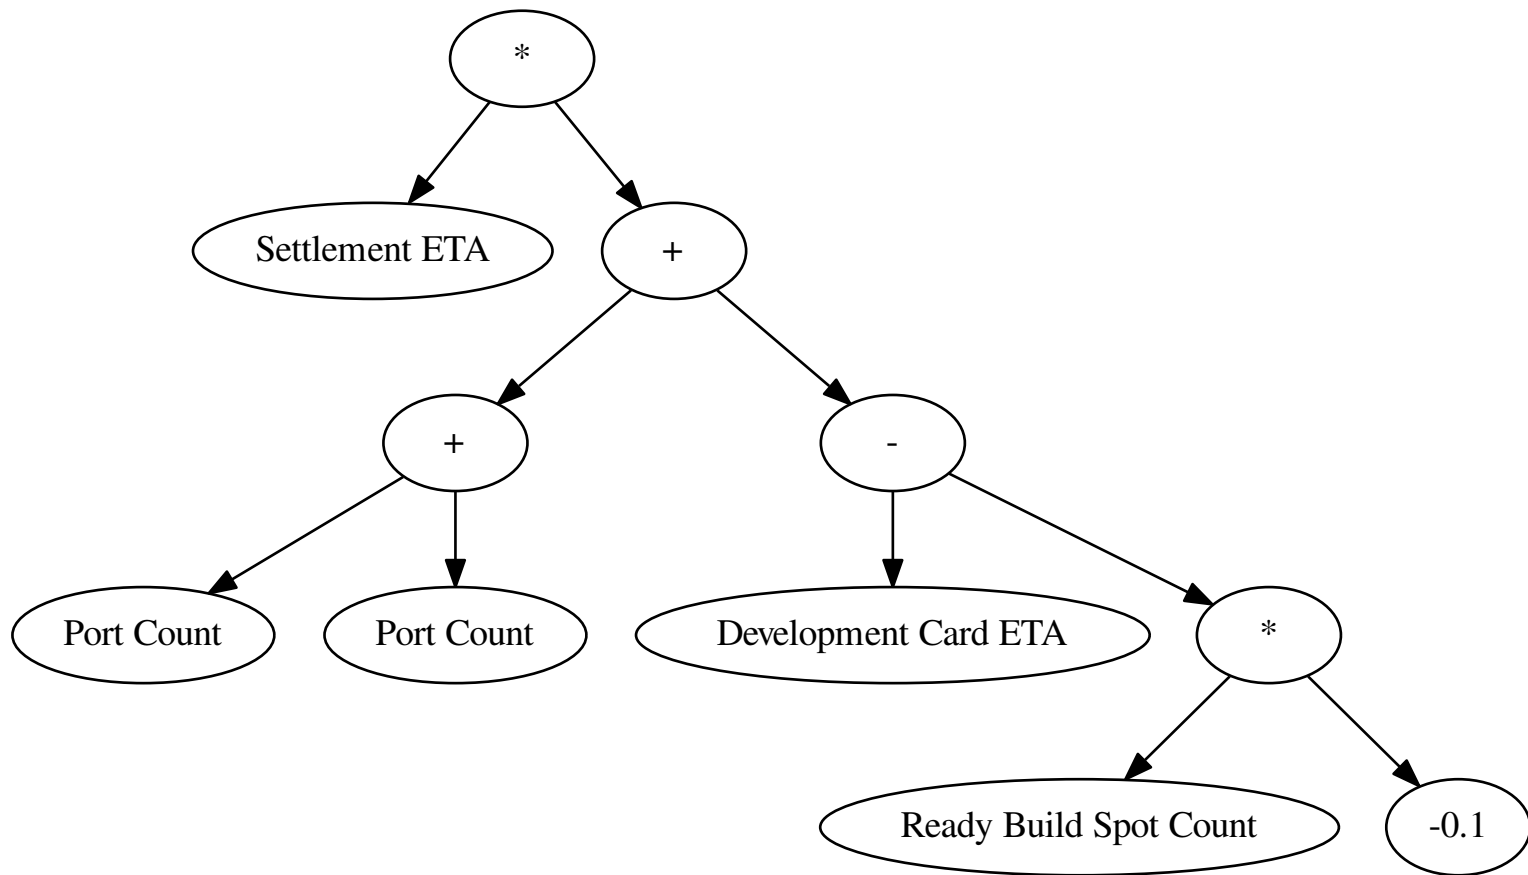 *
Settlement ETA
+
+
-
Port Count
Port Count
Development Card ETA
*
Ready Build Spot Count
-0.1